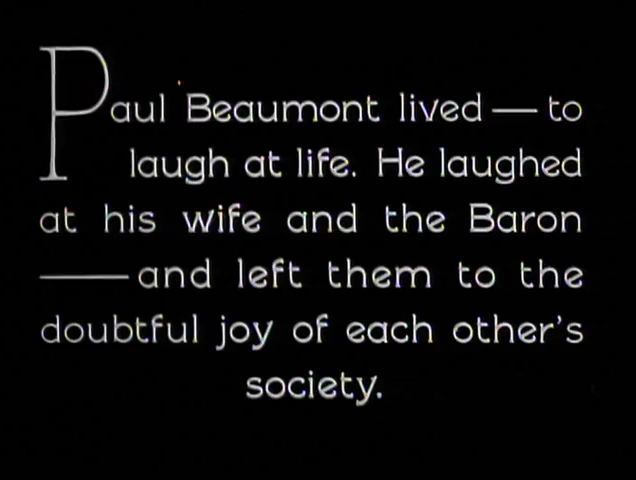 Paul Beaumont lived — to
laugh at life. He laughed
at his wife and the Baron
—— and left them to the
doubtful joy of each other's
society.